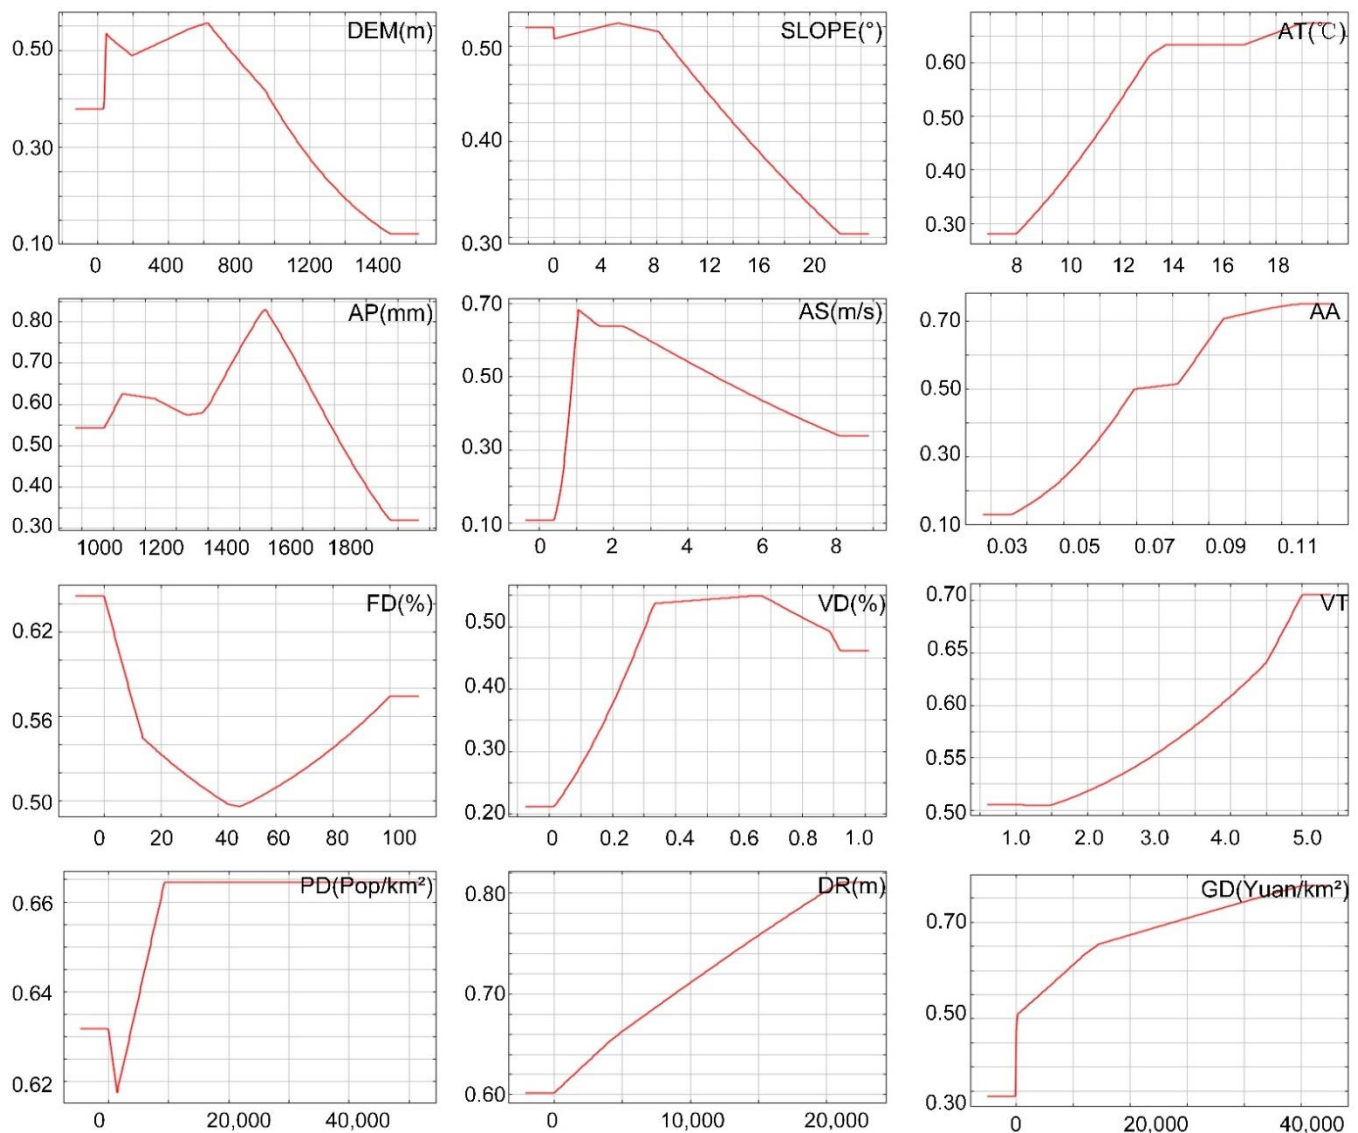 DEM(m)
0.50
0.30
0.10
0 400 800 1200 1400
SLOPE(°)
0.50
0.40
0.30
0 4 8 12 16 20
AT(℃)
0.60
0.50
0.40
0.30
8 10 12 14 16 18
AP(mm)
0.80
0.70
0.60
0.50
0.40
0.30
1000 1200 1400 1600 1800
AS(m/s)
0.70
0.50
0.30
0.10
0 2 4 6 8
AA
0.70
0.50
0.30
0.10
0.03 0.05 0.07 0.09 0.11
FD(%)
0.62
0.56
0.50
0 20 40 60 80 100
VD(%)
0.50
0.40
0.30
0.20
0 0.2 0.4 0.6 0.8 1.0
VT
0.70
0.65
0.60
0.55
0.50
1.0 2.0 3.0 4.0 5.0
PD(Pop/km²)
0.66
0.64
0.62
0 20,000 40,000
DR(m)
0.80
0.70
0.60
0 10,000 20,000
GD(Yuan/km²)
0.70
0.50
0.30
0 20,000 40,000